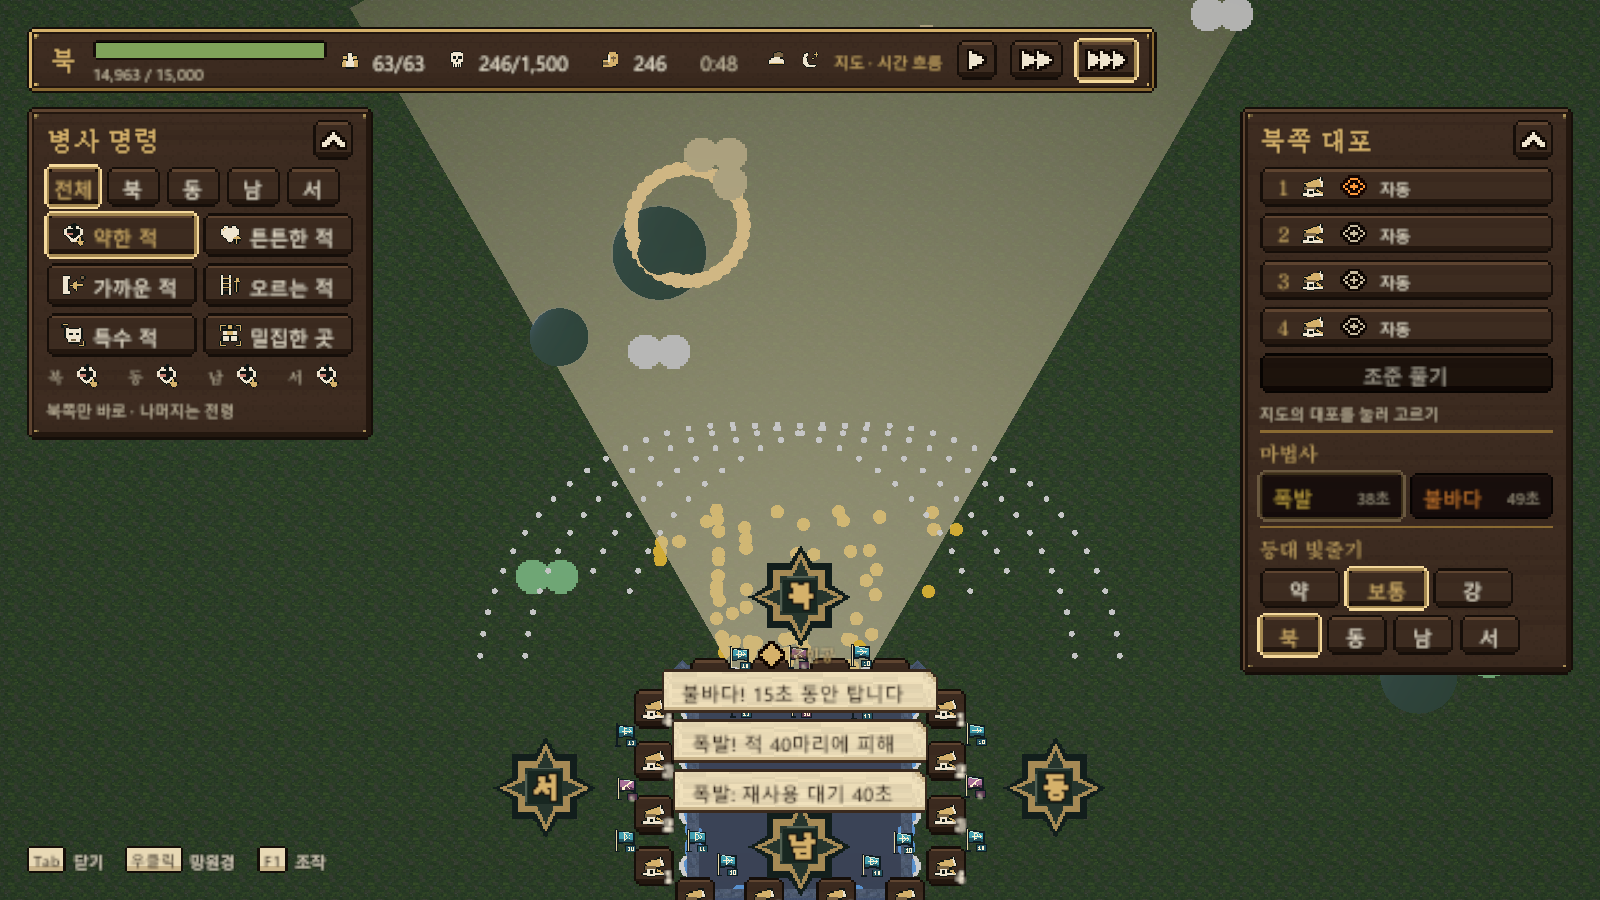 북
14,963 / 15,000
63/63
246/1,500
246
0:48
지도 · 시간 흐름
병사 명령
전체 북 동 남 서
약한 적 튼튼한 적
가까운 적 오르는 적
특수 적 밀집한 곳
북 동 남 서
북쪽만 바로 · 나머지는 전령
북쪽 대포
1 자동
2 자동
3 자동
4 자동
조준 풀기
지도의 대포를 눌러 고르기
마법사
폭발 38초 불바다 49초
등대 빛줄기
약 보통 강
북 동 남 서
북
불바다! 15초 동안 탑니다
폭발! 적 40마리에 피해
폭발: 재사용 대기 40초
서
동
남
Tab 닫기 우클릭 망원경 F1 조작